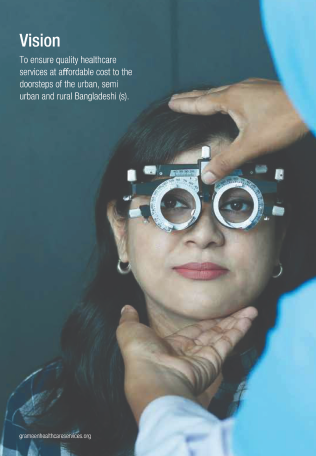 Vision
To ensure quality healthcare
services at affordable cost to the
doorsteps of the urban, semi
urban and rural Bangladeshi (s).
grameenhealthcareservices.org